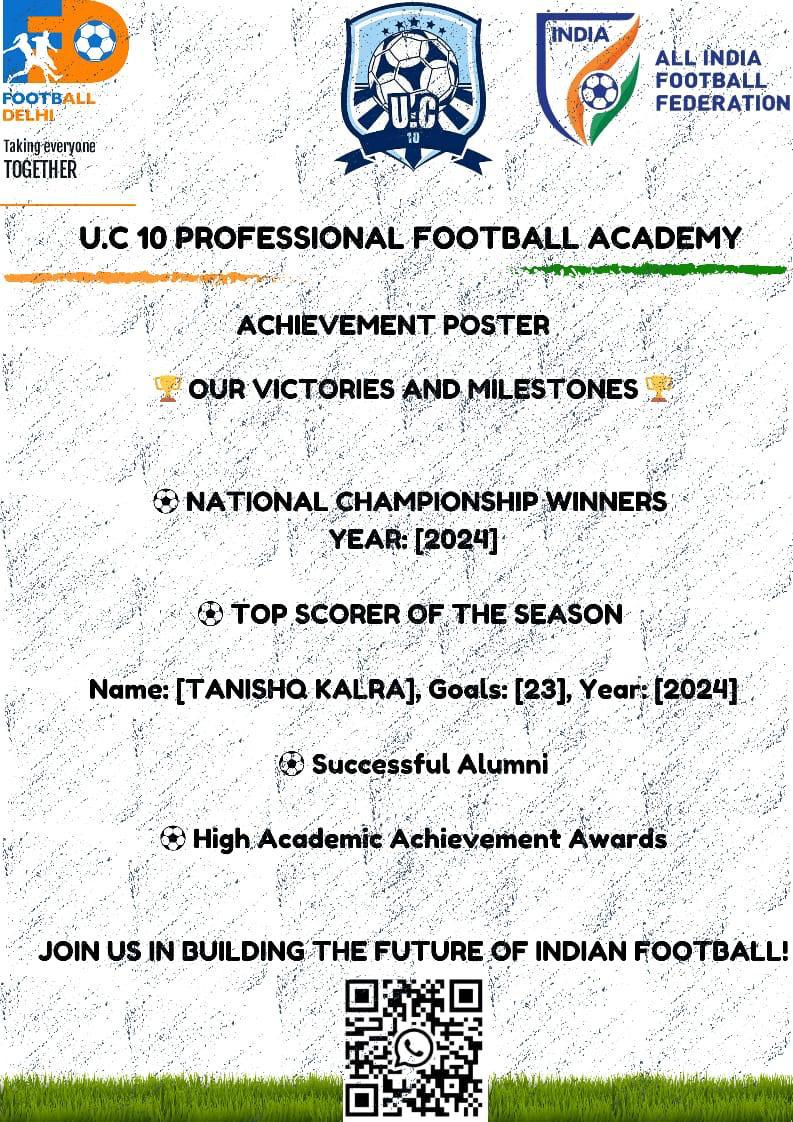 FOOTBALL
DELHI
Taking everyone
TOGETHER
U.C
10
INDIA
ALL INDIA
FOOTBALL
FEDERATION
U.C 10 PROFESSIONAL FOOTBALL ACADEMY
ACHIEVEMENT POSTER
🏆 OUR VICTORIES AND MILESTONES 🏆
⚽ NATIONAL CHAMPIONSHIP WINNERS
YEAR: [2024]
⚽ TOP SCORER OF THE SEASON
Name: [TANISHQ KALRA], Goals: [23], Year: [2024]
⚽ Successful Alumni
⚽ High Academic Achievement Awards
JOIN US IN BUILDING THE FUTURE OF INDIAN FOOTBALL!